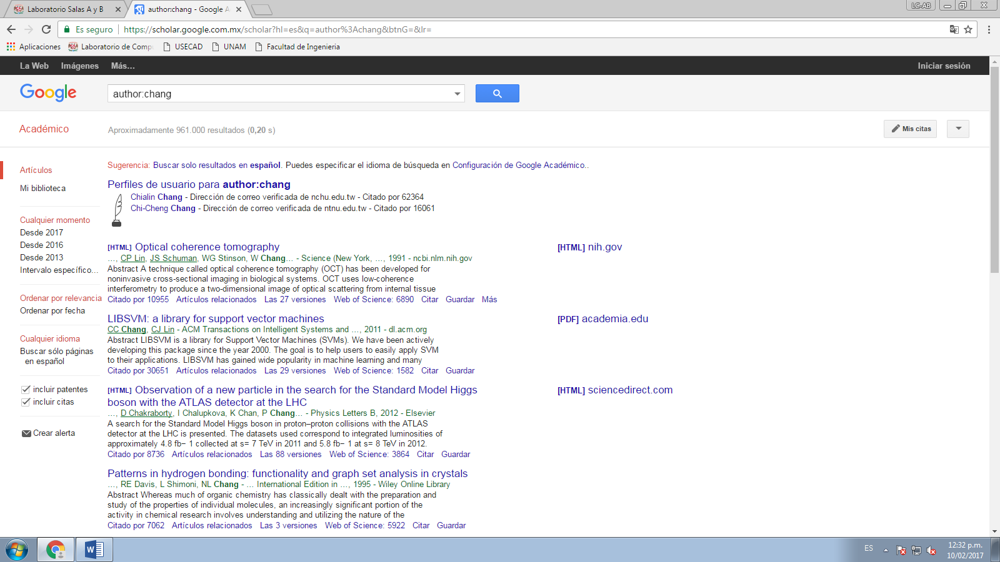 Laboratorio Salas A y B
author:chang - Google A
LC-AB
Es seguro
https://scholar.google.com.mx/scholar?hl=es&q=author%3Achang&btnG=&lr=
Aplicaciones
Laboratorio de Comp
USECAD
UNAM
Facultad de Ingenieria
La Web
Imágenes
Más...
Iniciar sesión
Google
author:chang
Académico
Aproximadamente 961.000 resultados (0,20 s)
Mis citas
Artículos
Mi biblioteca
Cualquier momento
Desde 2017
Desde 2016
Desde 2013
Intervalo específico...
Ordenar por relevancia
Ordenar por fecha
Cualquier idioma
Buscar sólo páginas
en español
incluir patentes
incluir citas
Crear alerta
Sugerencia: Buscar solo resultados en español. Puedes especificar el idioma de búsqueda en Configuración de Google Académico..
Perfiles de usuario para author:chang
Chialin Chang - Dirección de correo verificada de nchu.edu.tw - Citado por 62364
Chi-Cheng Chang - Dirección de correo verificada de ntnu.edu.tw - Citado por 16061
[HTML] Optical coherence tomography
[HTML] nih.gov
..., CP Lin, JS Schuman, WG Stinson, W Chang... - Science (New York, ..., 1991 - ncbi.nlm.nih.gov
Abstract A technique called optical coherence tomography (OCT) has been developed for
noninvasive cross-sectional imaging in biological systems. OCT uses low-coherence
interferometry to produce a two-dimensional image of optical scattering from internal tissue
Citado por 10955 Artículos relacionados Las 27 versiones Web of Science: 6890 Citar Guardar Más
LIBSVM: a library for support vector machines
[PDF] academia.edu
CC Chang, CJ Lin - ACM Transactions on Intelligent Systems and ..., 2011 - dl.acm.org
Abstract LIBSVM is a library for Support Vector Machines (SVMs). We have been actively
developing this package since the year 2000. The goal is to help users to easily apply SVM
to their applications. LIBSVM has gained wide popularity in machine learning and many
Citado por 30651 Artículos relacionados Las 29 versiones Web of Science: 1582 Citar Guardar
[HTML] Observation of a new particle in the search for the Standard Model Higgs
boson with the ATLAS detector at the LHC
[HTML] sciencedirect.com
..., D Chakraborty, I Chalupkova, K Chan, P Chang... - Physics Letters B, 2012 - Elsevier
A search for the Standard Model Higgs boson in proton–proton collisions with the ATLAS
detector at the LHC is presented. The datasets used correspond to integrated luminosities of
approximately 4.8 fb− 1 collected at s= 7 TeV in 2011 and 5.8 fb− 1 at s= 8 TeV in 2012.
Citado por 8736 Artículos relacionados Las 88 versiones Web of Science: 3864 Citar Guardar
Patterns in hydrogen bonding: functionality and graph set analysis in crystals
..., RE Davis, L Shimoni, NL Chang - ... International Edition in ..., 1995 - Wiley Online Library
Abstract Whereas much of organic chemistry has classically dealt with the preparation and
study of the properties of individual molecules, an increasingly significant portion of the
activity in chemical research involves understanding and utilizing the nature of the
Citado por 7062 Artículos relacionados Las 3 versiones Web of Science: 5922 Citar Guardar
W
ES
12:32 p.m.
10/02/2017